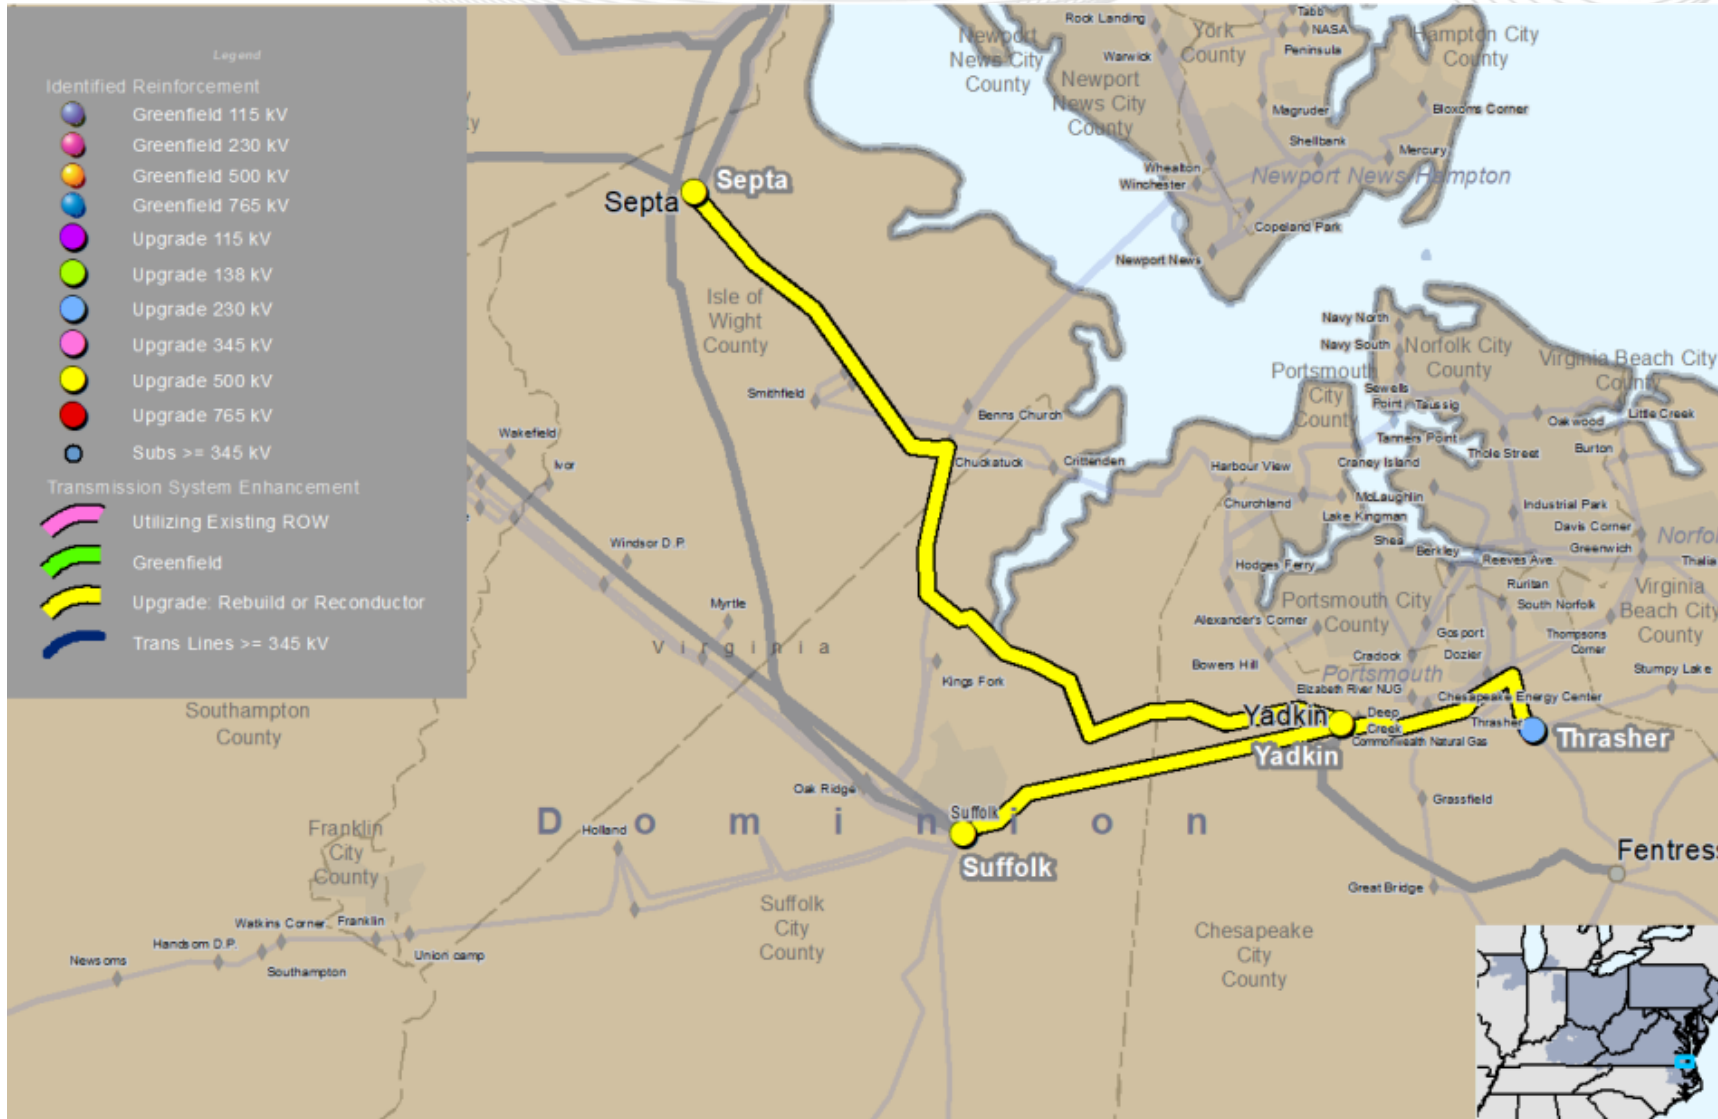 Legend
Identified Reinforcement
Greenfield 115 kV
Greenfield 230 kV
Greenfield 500 kV
Greenfield 765 kV
Upgrade 115 kV
Upgrade 138 kV
Upgrade 230 kV
Upgrade 345 kV
Upgrade 500 kV
Upgrade 765 kV
Subs >= 345 kV
Transmission System Enhancement
Utilizing Existing ROW
Greenfield
Upgrade: Rebuild or Reconductor
Trans Lines >= 345 kV
Rock Landing
Tabb
NASA
Peninsula
York
County
Warwick
Newport
News City
County
Newport
News City
County
Hampton City
County
Magruder
Bloxoms Corner
Shellbank
Mercury
Whealton
Winchester
Newport News-Hampton
Copeland Park
Newport News
Septa
Septa
Isle of
Wight
County
Smithfield
Benns Church
Chuckatuck
Crittenden
Wakefield
Ivor
Windsor D.P.
Myrtle
Virginia
Kings Fork
Navy North
Navy South
Norfolk City
County
Virginia Beach City
County
Portsmouth
City
County
Sewells
Point
Taussig
Oakwood
Little Creek
Tanners Point
Thole Street
Burton
Harbour View
Craney Island
Churchland
McLaughlin
Lake Kingman
Industrial Park
Davis Corner
Norfo
Shea
Berkley
Reeves Ave.
Greenwich
Thalia
Hodges Ferry
Ruritan
Portsmouth City
County
South Norfolk
Virginia
Beach City
County
Alexander's Corner
Gosport
Dozier
Thompsons
Corner
Bowers Hill
Cradock
Portsmouth
Stumpy Lake
Elizabeth River NUG
Chesapeake Energy Center
Yadkin
Deep
Creek
Thrasher
Thrasher
Commonwealth Natural Gas
Yadkin
Southampton
County
Oak Ridge
Suffolk
Grassfield
Dominion
Holland
Suffolk
Fentress
Franklin
City
County
Great Bridge
Suffolk
City
County
Chesapeake
City
County
Watkins Corner
Franklin
Handsom D.P.
Union camp
Newsoms
Southampton